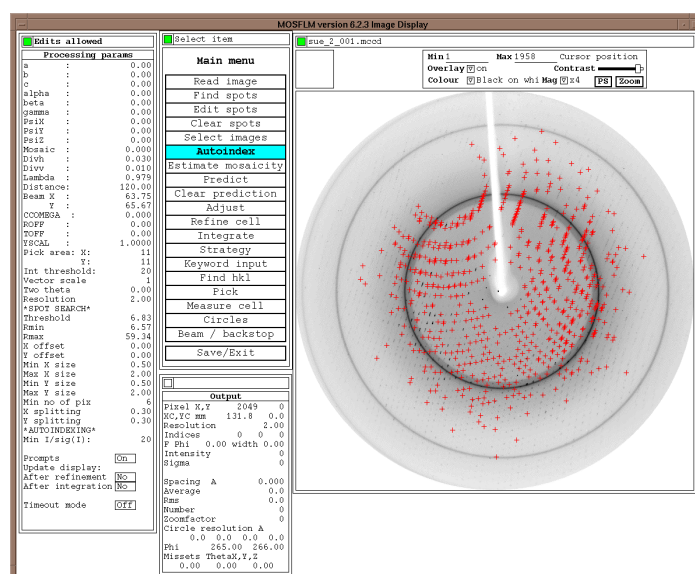 MOSFLM version 6.2.3 Image Display
Edits allowed
Processing params
a : 0.00
b : 0.00
c : 0.00
alpha : 0.00
beta : 0.00
gamma : 0.00
PsiX : 0.00
PsiY : 0.00
PsiZ : 0.00
Mosaic : 0.000
Divh : 0.030
Divv : 0.010
Lambda : 0.979
Distance: 120.00
Beam X : 63.75
Y : 65.67
CCOMEGA : 0.000
ROFF : 0.00
TOFF : 0.00
YSCAL : 1.0000
Pick area: X: 11
Y: 11
Int threshold: 20
Vector scale 1
Two theta 0.00
Resolution 2.00
*SPOT SEARCH*
Threshold 6.83
Rmin 6.57
Rmax 59.34
X offset 0.00
Y offset 0.00
Min X size 0.50
Max X size 2.00
Min Y size 0.50
Max Y size 2.00
Min no of pix 6
X splitting 0.30
Y splitting 0.30
*AUTOINDEXING*
Min I/sig(I): 20
Prompts On
Update display:
After refinement No
After integration No
Timeout mode Off
Select item
Main menu
Read image
Find spots
Edit spots
Clear spots
Select images
Autoindex
Estimate mosaicity
Predict
Clear prediction
Adjust
Refine cell
Integrate
Strategy
Keyword input
Find hkl
Pick
Measure cell
Circles
Beam / backstop
Save/Exit
Output
Pixel X,Y 2049 0
XC,YC mm 131.8 0.0
Resolution 2.00
Indices 0 0 0
F Phi 0.00 width 0.00
Intensity 0
Sigma 0
Spacing A 0.000
Average 0.0
Rms 0.0
Number 0
Zoomfactor 0
Circle resolution A
0.0 0.0 0.0 0.0
Phi 265.00 266.00
Missets ThetaX,Y,Z
0.00 0.00 0.00
sue_2_001.mccd
Min 1 Max 1958 Cursor position
Overlay on Contrast
Colour Black on whi Mag x4 PS Zoom